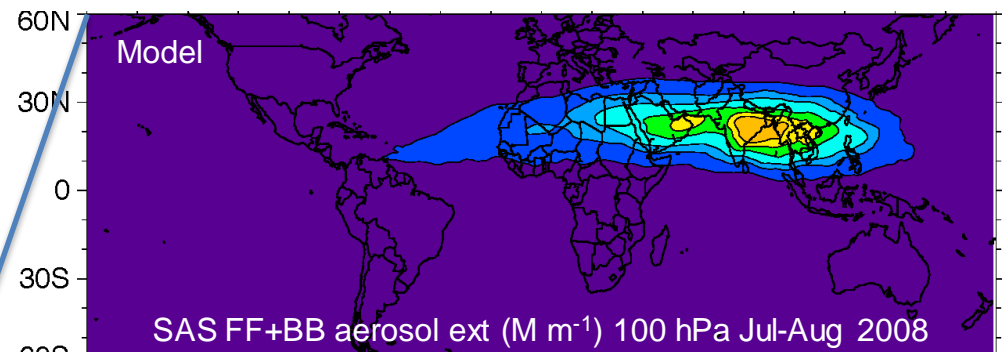 60N
Model
30N
0
30S
SAS FF+BB aerosol ext (M m-1) 100 hPa Jul-Aug 2008